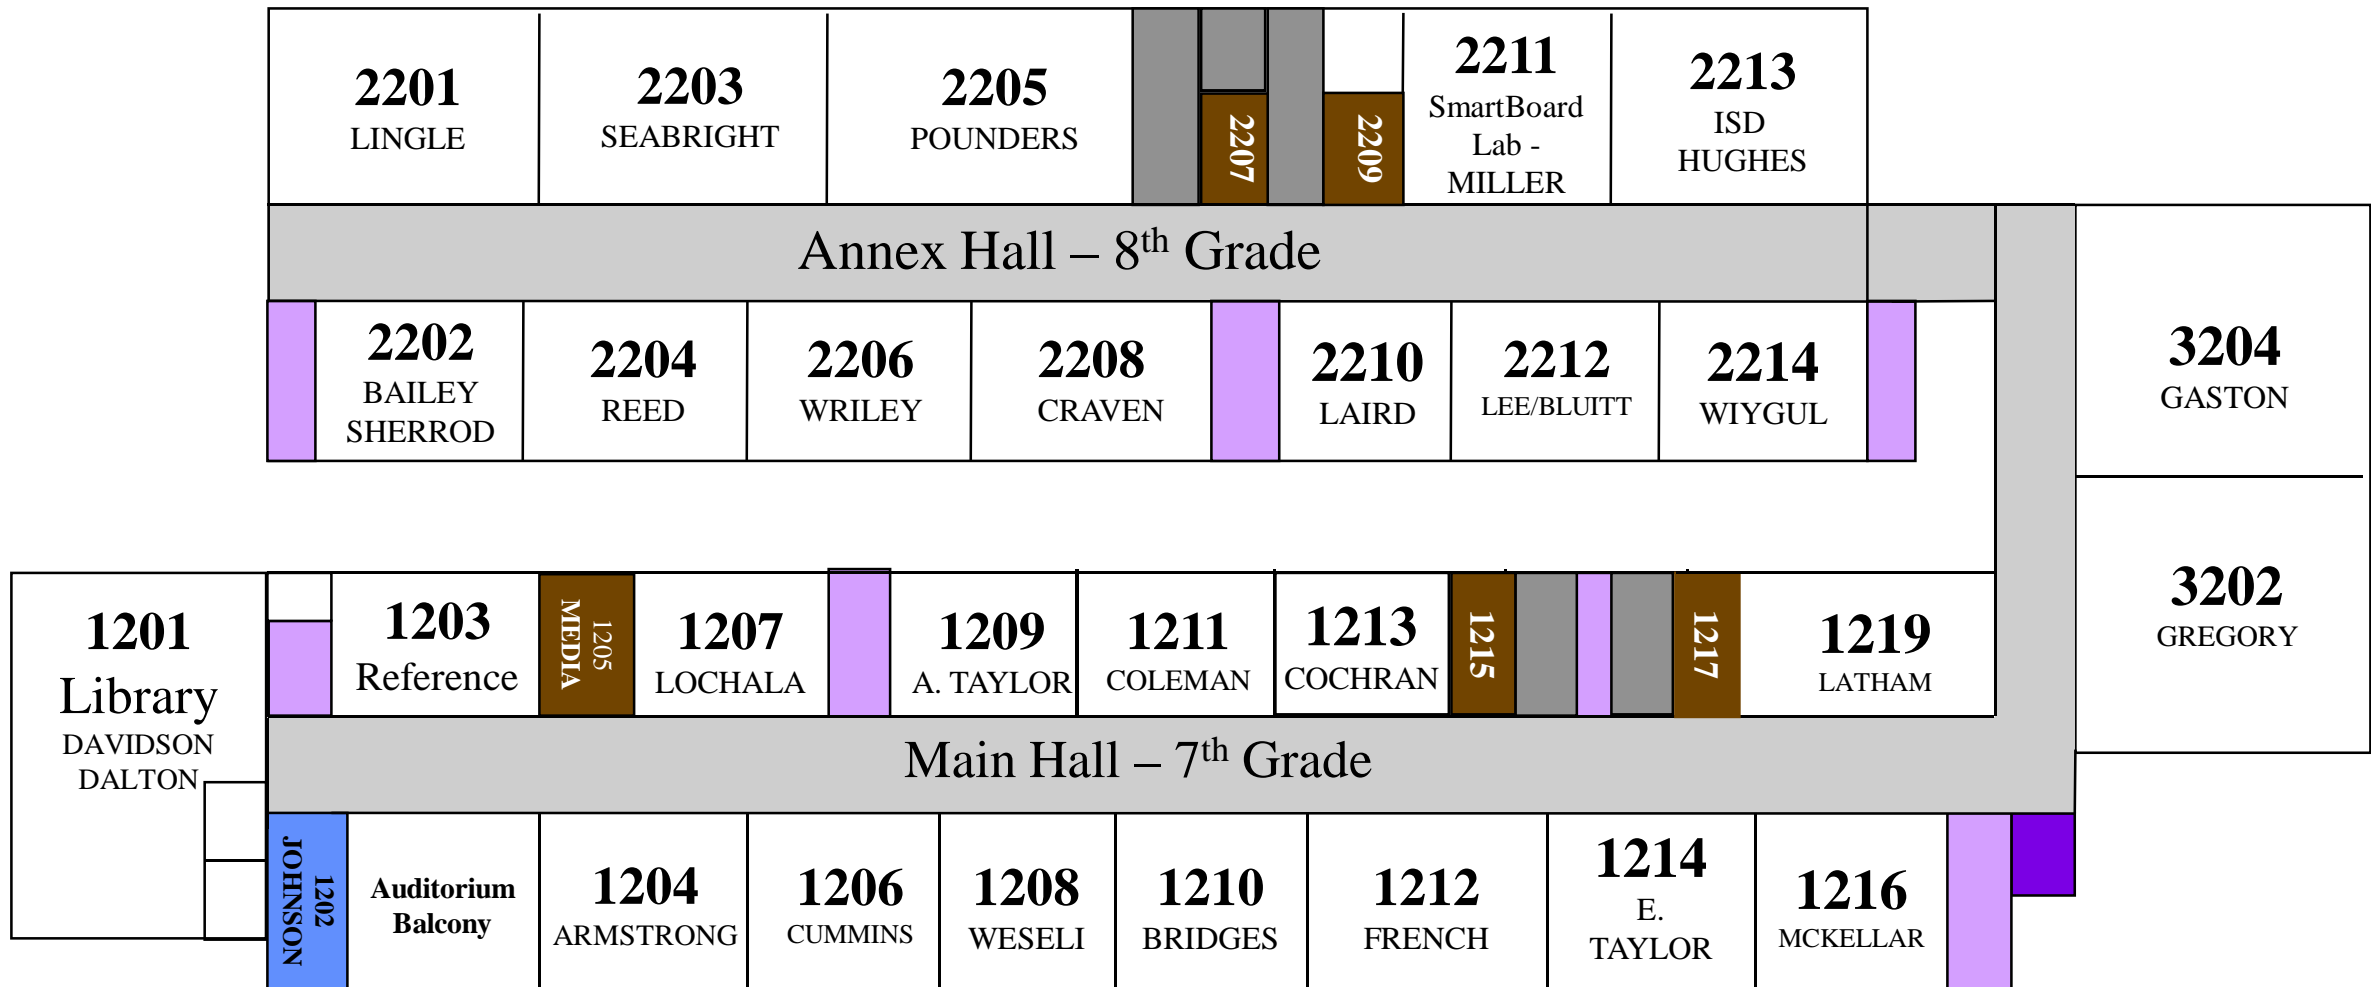 2201
LINGLE
2203
SEABRIGHT
2205
POUNDERS
2207
2209
2211
SmartBoard
Lab -
MILLER
2213
ISD
HUGHES
Annex Hall – 8th Grade
2202
BAILEY
SHERROD
2204
REED
2206
WRILEY
2208
CRAVEN
2210
LAIRD
2212
LEE/BLUITT
2214
WIYGUL
3204
GASTON
3202
GREGORY
1201
Library
DAVIDSON
DALTON
1203
Reference
1205
MEDIA
1207
LOCHALA
1209
A. TAYLOR
1211
COLEMAN
1213
COCHRAN
1215
1217
1219
LATHAM
Main Hall – 7th Grade
1202
JOHNSON
Auditorium
Balcony
1204
ARMSTRONG
1206
CUMMINS
1208
WESELI
1210
BRIDGES
1212
FRENCH
1214
E.
TAYLOR
1216
MCKELLAR